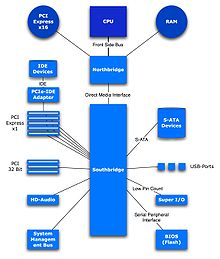 PCI
Express
x16
CPU
RAM
Front Side Bus
IDE
Devices
Northbridge
IDE
PCIe-IDE
Adaptor
Direct Media Interface
PCI
Express
x1
S-ATA
S-ATA
Devices
PCI
32 Bit
Southbridge
USB-Ports
Low Pin Count
HD-Audio
Super I/O
Serial Peripheral
Interface
System
Managem
ent Bus
BIOS
(Flash)